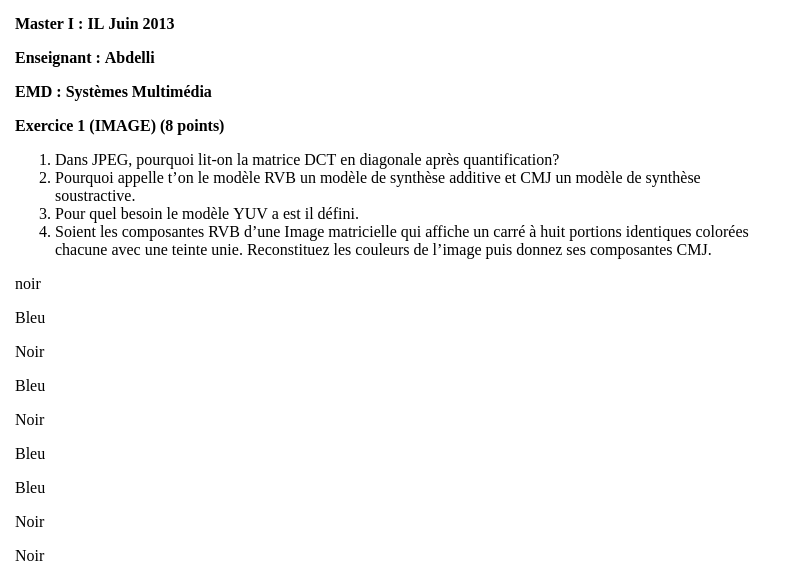 Master I : IL Juin 2013
Enseignant : Abdelli
EMD : Systèmes Multimédia
Exercice 1 (IMAGE) (8 points)
1. Dans JPEG, pourquoi lit-on la matrice DCT en diagonale après quantification?
2. Pourquoi appelle t’on le modèle RVB un modèle de synthèse additive et CMJ un modèle de synthèse
soustractive.
3. Pour quel besoin le modèle YUV a est il défini.
4. Soient les composantes RVB d’une Image matricielle qui affiche un carré à huit portions identiques colorées
chacune avec une teinte unie. Reconstituez les couleurs de l’image puis donnez ses composantes CMJ.
noir
Bleu
Noir
Bleu
Noir
Bleu
Bleu
Noir
Noir